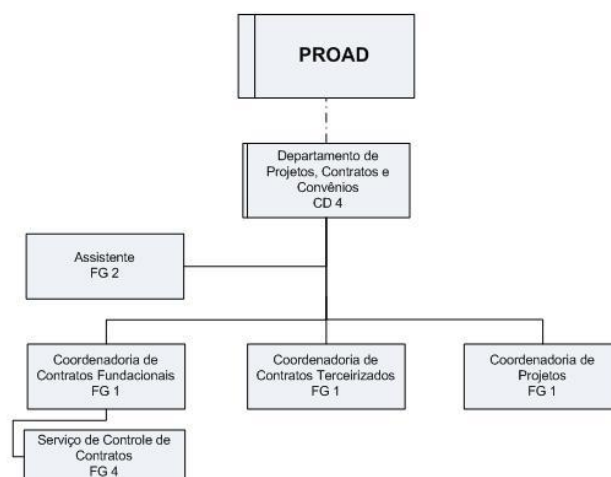 PROAD
Departamento de
Projetos, Contratos e
Convênios
CD 4
Assistente
FG 2
Coordenadoria de
Contratos Fundacionais
FG 1
Coordenadoria de
Contratos Terceirizados
FG 1
Coordenadoria de
Projetos
FG 1
Serviço de Controle de
Contratos
FG 4